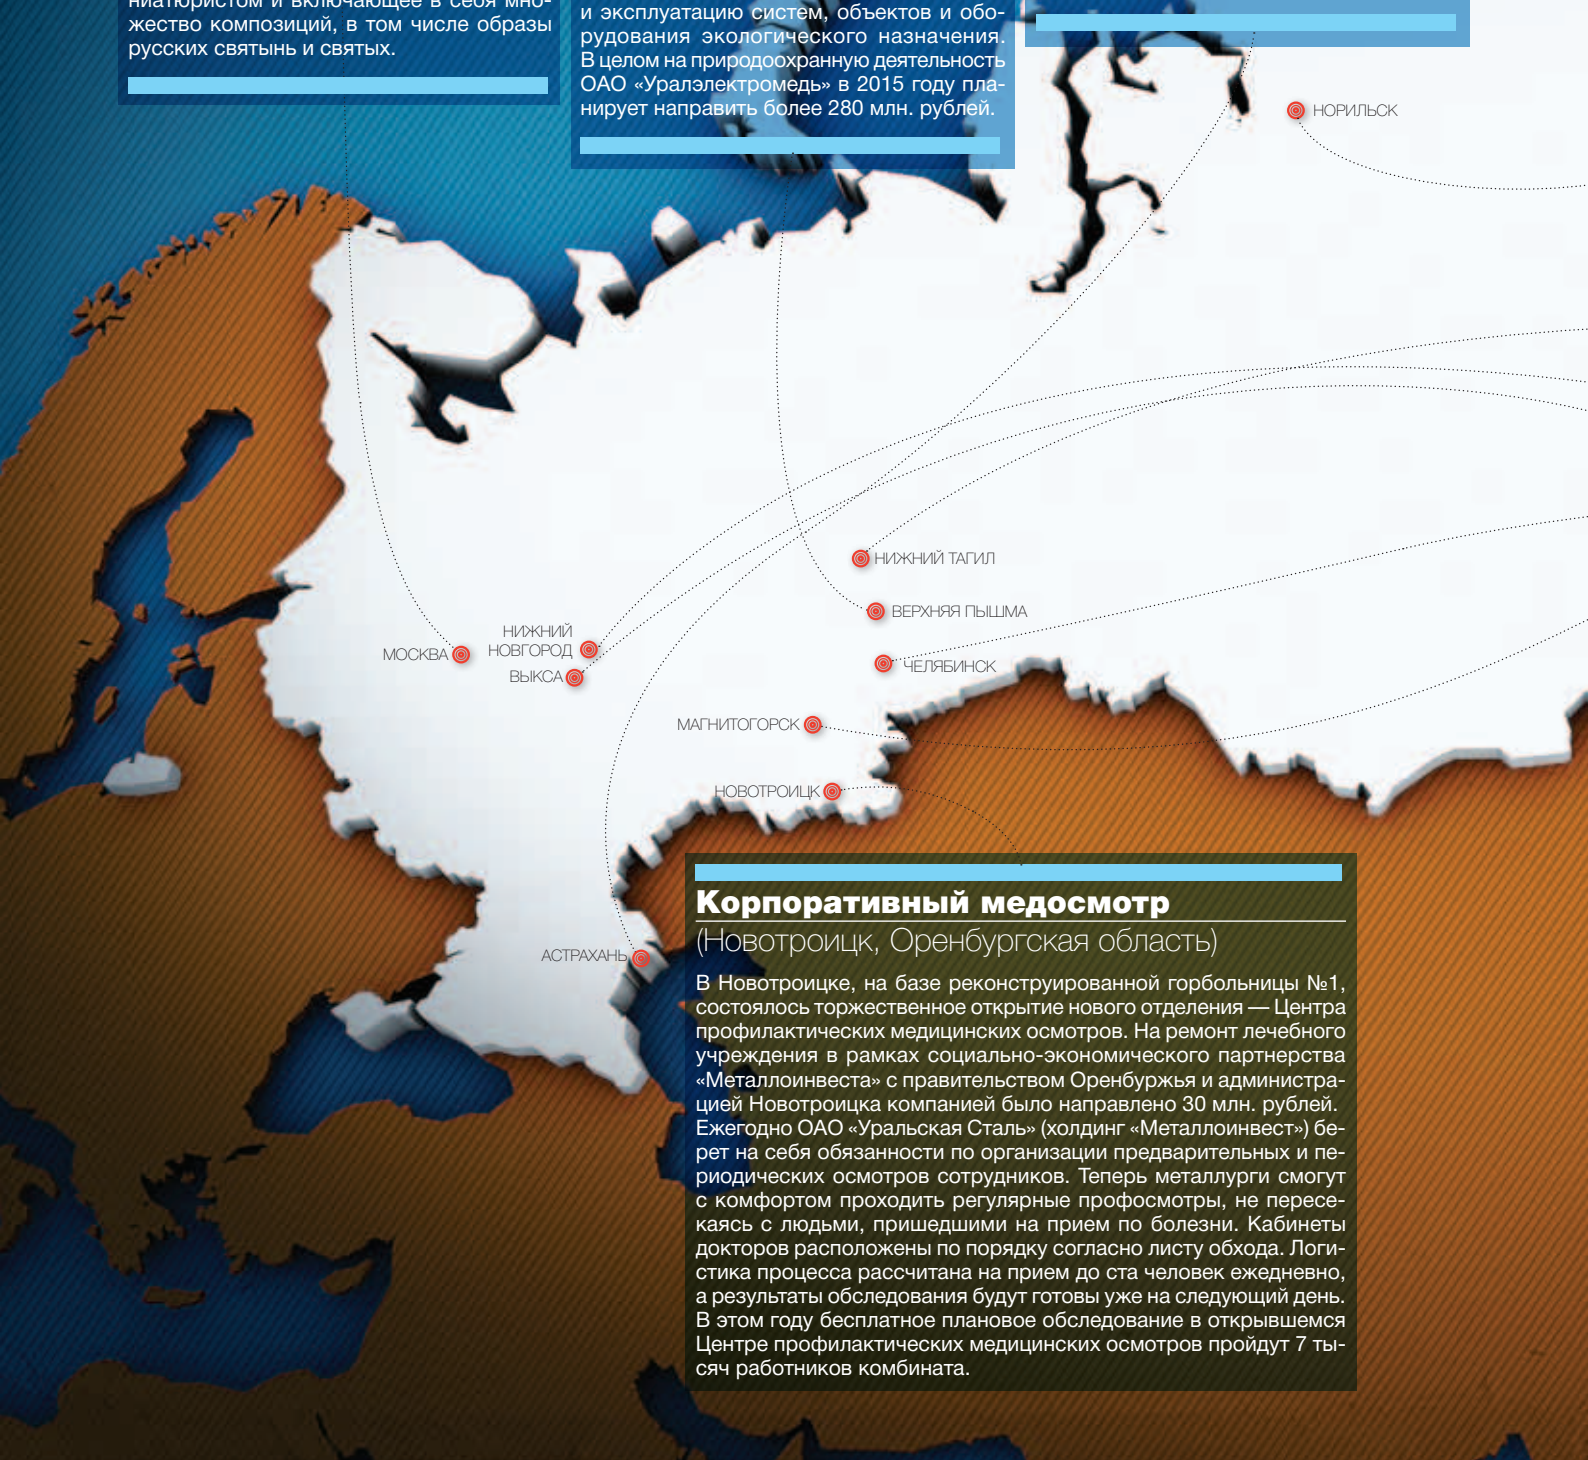 ниатюристом и включающее в себя мно-
жество композиций, в том числе образы
русских святынь и святых.
и эксплуатацию систем, объектов и обо-
рудования экологического назначения.
В целом на природоохранную деятельность
ОАО «Уралэлектромедь» в 2015 году пла-
нирует направить более 280 млн. рублей.
НОРИЛЬСК
НИЖНИЙ ТАГИЛ
ВЕРХНЯЯ ПЫШМА
НИЖНИЙ
НОВГОРОД
МОСКВА
ВЫКСА
ЧЕЛЯБИНСК
МАГНИТОГОРСК
НОВОТРОИЦК
АСТРАХАНЬ
Корпоративный медосмотр
(Новотроицк, Оренбургская область)
В Новотроицке, на базе реконструированной горбольницы №1,
состоялось торжественное открытие нового отделения — Центра
профилактических медицинских осмотров. На ремонт лечебного
учреждения в рамках социально-экономического партнерства
«Металлоинвеста» с правительством Оренбуржья и администра-
цией Новотроицка компанией было направлено 30 млн. рублей.
Ежегодно ОАО «Уральская Сталь» (холдинг «Металлоинвест») бе-
рет на себя обязанности по организации предварительных и пе-
риодических осмотров сотрудников. Теперь металлурги смогут
с комфортом проходить регулярные профосмотры, не пересе-
каясь с людьми, пришедшими на прием по болезни. Кабинеты
докторов расположены по порядку согласно листу обхода. Логи-
стика процесса рассчитана на прием до ста человек ежедневно,
а результаты обследования будут готовы уже на следующий день.
В этом году бесплатное плановое обследование в открывшемся
Центре профилактических медицинских осмотров пройдут 7 ты-
сяч работников комбината.